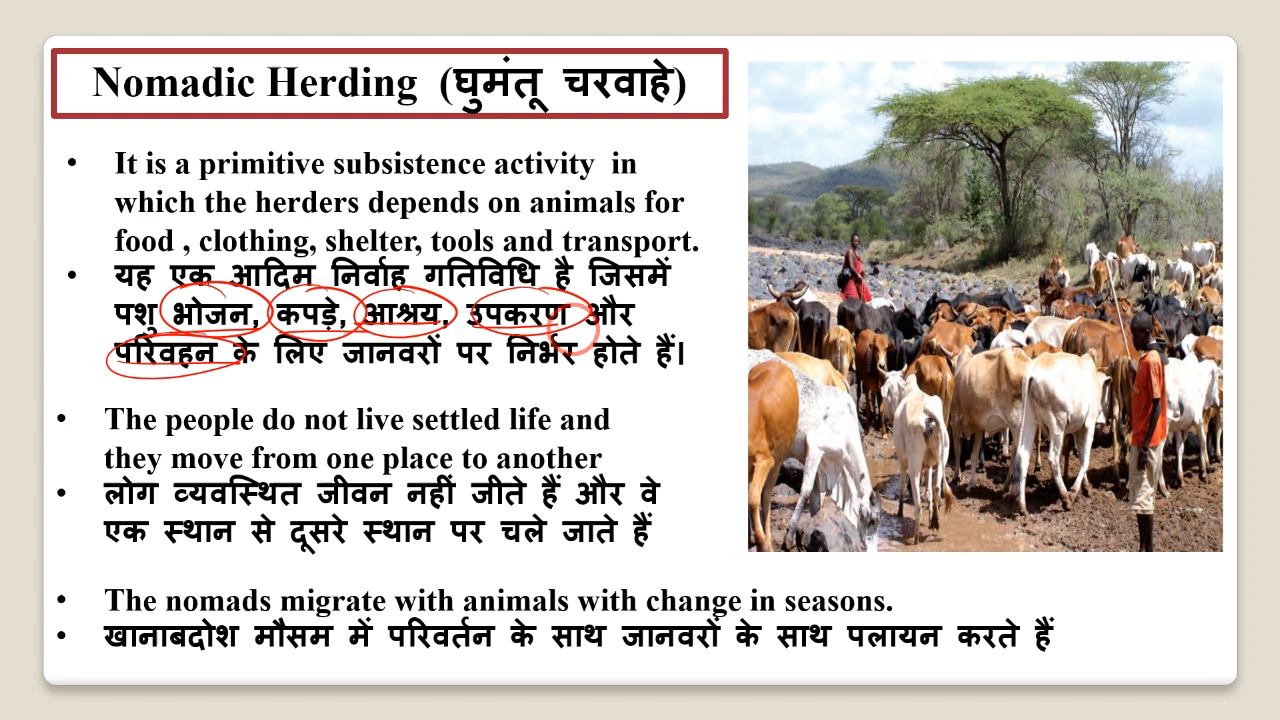 Nomadic Herding (घुमंतू चरवाहे)
• It is a primitive subsistence activity in
which the herders depends on animals for
food , clothing, shelter, tools and transport.
• यह एक आदिम निर्वाह गतिविधि है जिसमें
पशु भोजन, कपड़े, आश्रय, उपकरण और
परिवहन के लिए जानवरों पर निर्भर होते हैं।
• The people do not live settled life and
they move from one place to another
• लोग व्यवस्थित जीवन नहीं जीते हैं और वे
एक स्थान से दूसरे स्थान पर चले जाते हैं
• The nomads migrate with animals with change in seasons.
• खानाबदोश मौसम में परिवर्तन के साथ जानवरों के साथ पलायन करते हैं